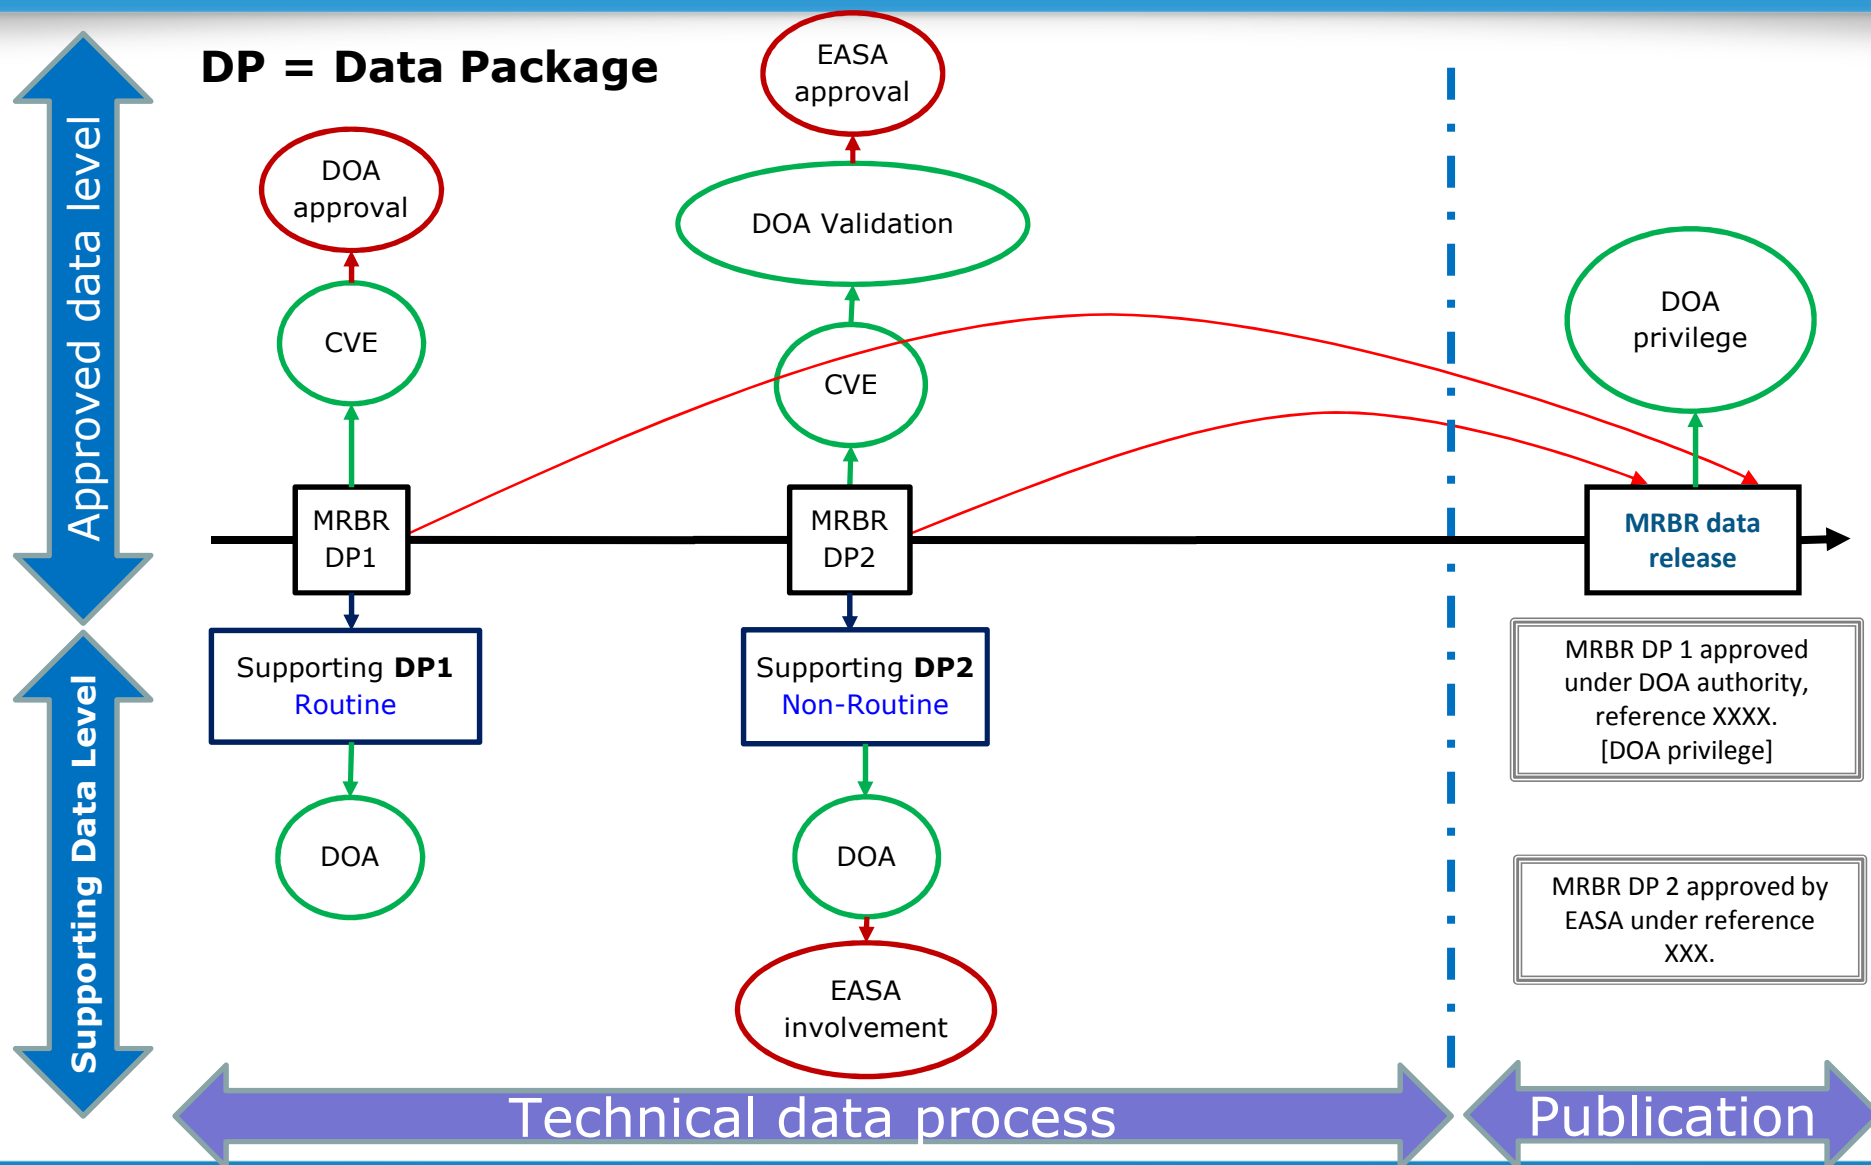 DP = Data Package
EASA
approval
DOA
approval
DOA Validation
DOA
privilege
CVE
CVE
Approved data level
MRBR
DP1
MRBR
DP2
MRBR data
release
Supporting DP1
Routine
Supporting DP2
Non-Routine
MRBR DP 1 approved
under DOA authority,
reference XXXX.
[DOA privilege]
Supporting Data Level
DOA
DOA
MRBR DP 2 approved by
EASA under reference
XXX.
EASA
involvement
Technical data process
Publication